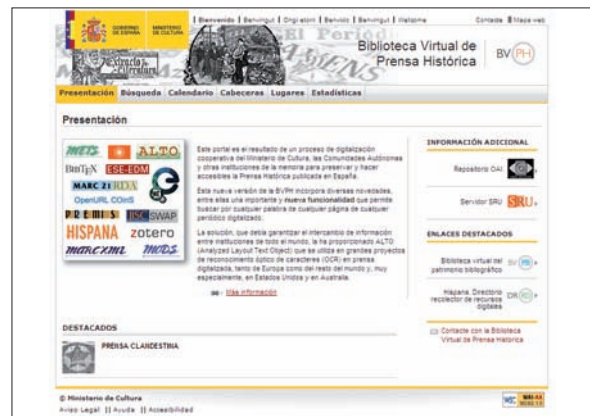 GOBIERNO DE ESPAÑA
MINISTERIO DE CULTURA
| Bienvenido | Benvingut | Ongi etorri | Benvido | Benvingut | Welcome
Contacte
Mapa web
Biblioteca Virtual de
Prensa Histórica
BV PH
Presentación Búsqueda Calendario Cabeceras Lugares Estadísticas
Presentación
METS
ALTO
BIBTEX ESE-EDM
MARC 21 RDA
OpenURL COinS
PREMIS JISC SWAP
HISPANA zotero
MARCXML MODS
Este portal es el resultado de un proceso de digitalización
cooperativa del Ministerio de Cultura, las Comunidades Autónomas
y otras instituciones de la memoria para preservar y hacer
accesibles la Prensa Histórica publicada en España.
Esta nueva versión de la BVPH incorpora diversas novedades,
entre ellas una importante y nueva funcionalidad que permite
buscar por cualquier palabra de cualquier página de cualquier
periódico digitalizado.
La solución, que debía garantizar el intercambio de información
entre instituciones de todo el mundo, la ha proporcionado ALTO
(Analyzed Layout Text Object) que se utiliza en grandes proyectos
de reconocimiento óptico de caracteres (OCR) en prensa
digitalizada, tanto de Europa como del resto del mundo y, muy
especialmente, en Estados Unidos y en Australia.
Más información
INFORMACIÓN ADICIONAL
Repositorio OAI
Servidor SRU SRU
ENLACES DESTACADOS
Biblioteca virtual del
patrimonio bibliográfico
Hispana. Directorio
recolector de recursos
digitales
Contacte con la Biblioteca
Virtual de Prensa Histórica
DESTACADOS
PRENSA CLANDESTINA
© Ministerio de Cultura
Aviso Legal || Ayuda || Accesibilidad
W3C WAI-AA
WCAG 1.0